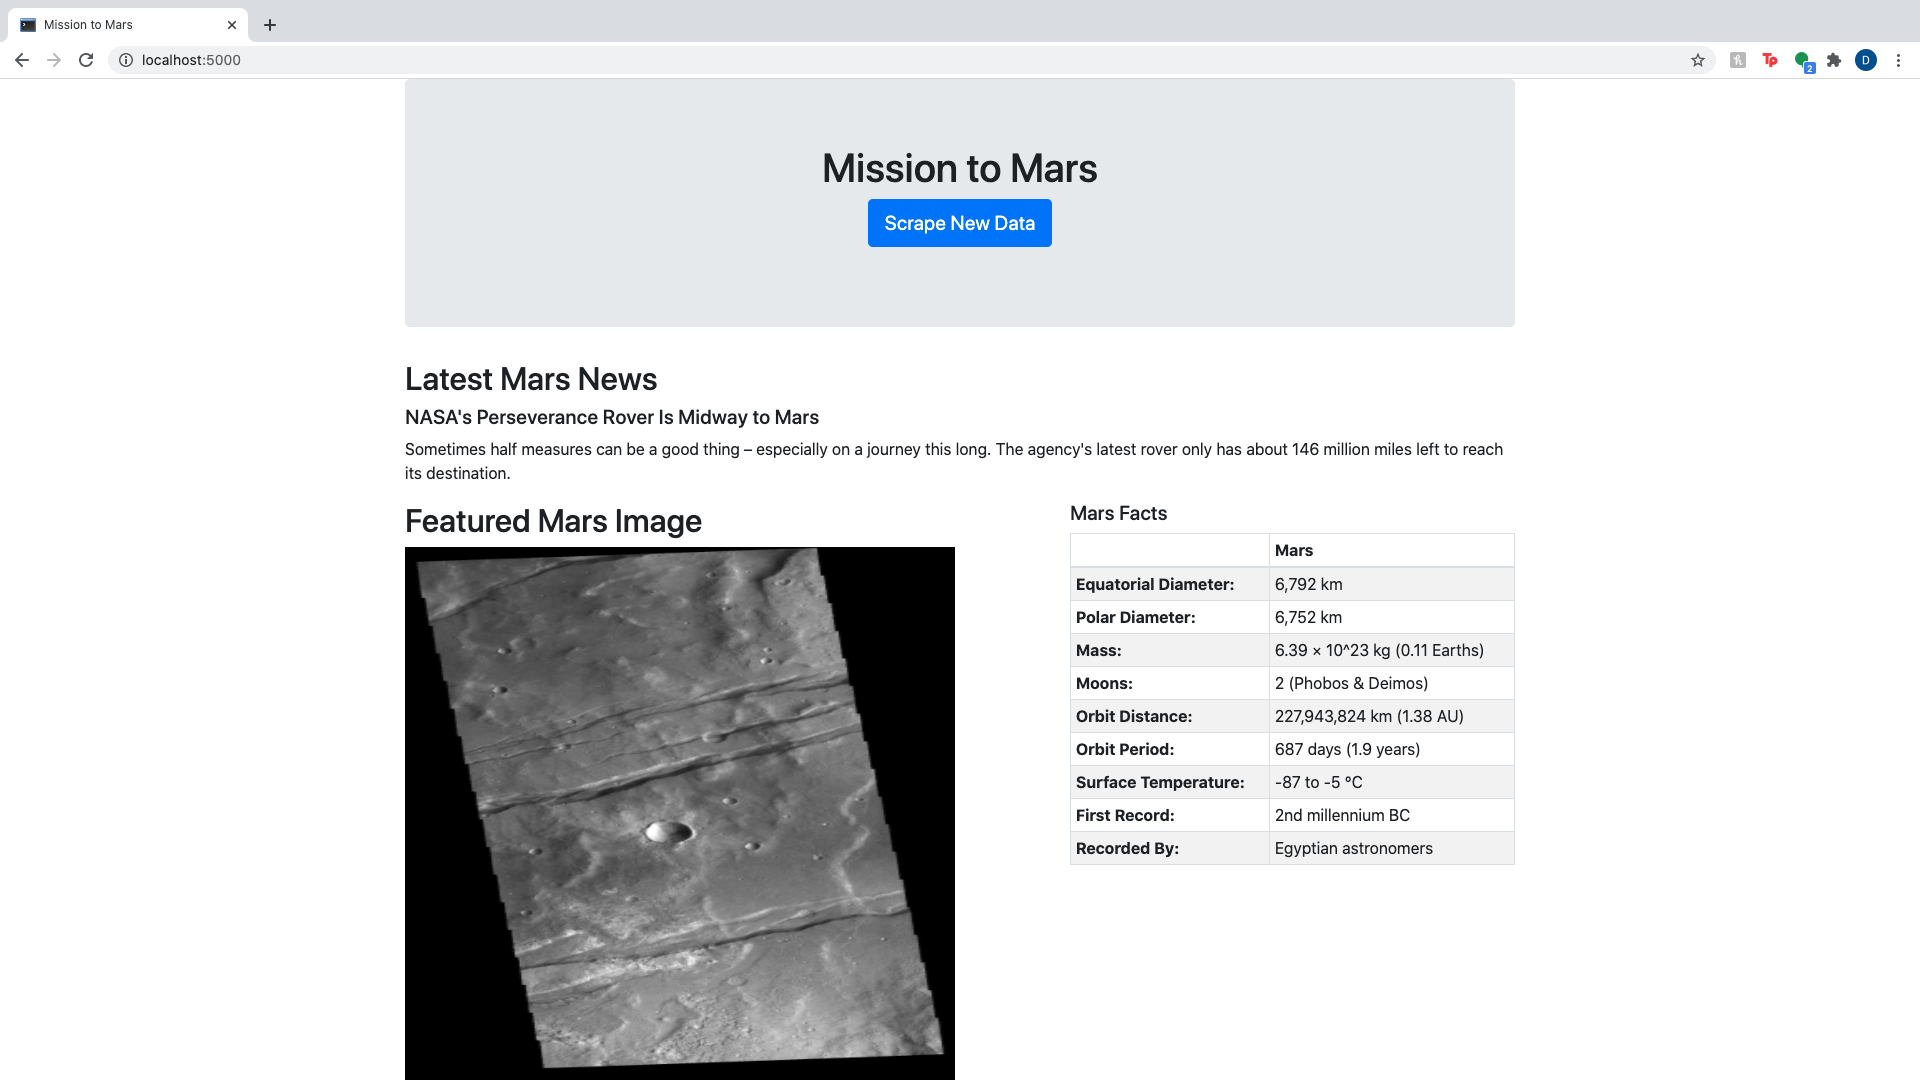 Mission to Mars
localhost:5000
Tp
2
D
Mission to Mars
Scrape New Data
Latest Mars News
NASA's Perseverance Rover Is Midway to Mars
Sometimes half measures can be a good thing – especially on a journey this long. The agency's latest rover only has about 146 million miles left to reach
its destination.
Featured Mars Image
Mars Facts
Mars
Equatorial Diameter: 6,792 km
Polar Diameter: 6,752 km
Mass: 6.39 × 10^23 kg (0.11 Earths)
Moons: 2 (Phobos & Deimos)
Orbit Distance: 227,943,824 km (1.38 AU)
Orbit Period: 687 days (1.9 years)
Surface Temperature: -87 to -5 °C
First Record: 2nd millennium BC
Recorded By: Egyptian astronomers